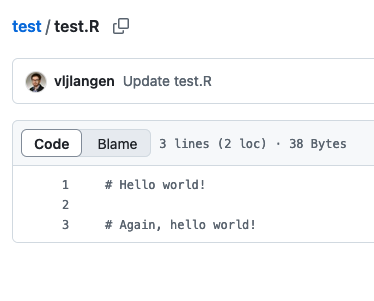 test / test.R
vljlangen Update test.R
Code Blame 3 lines (2 loc) · 38 Bytes
1 # Hello world!
2
3 # Again, hello world!